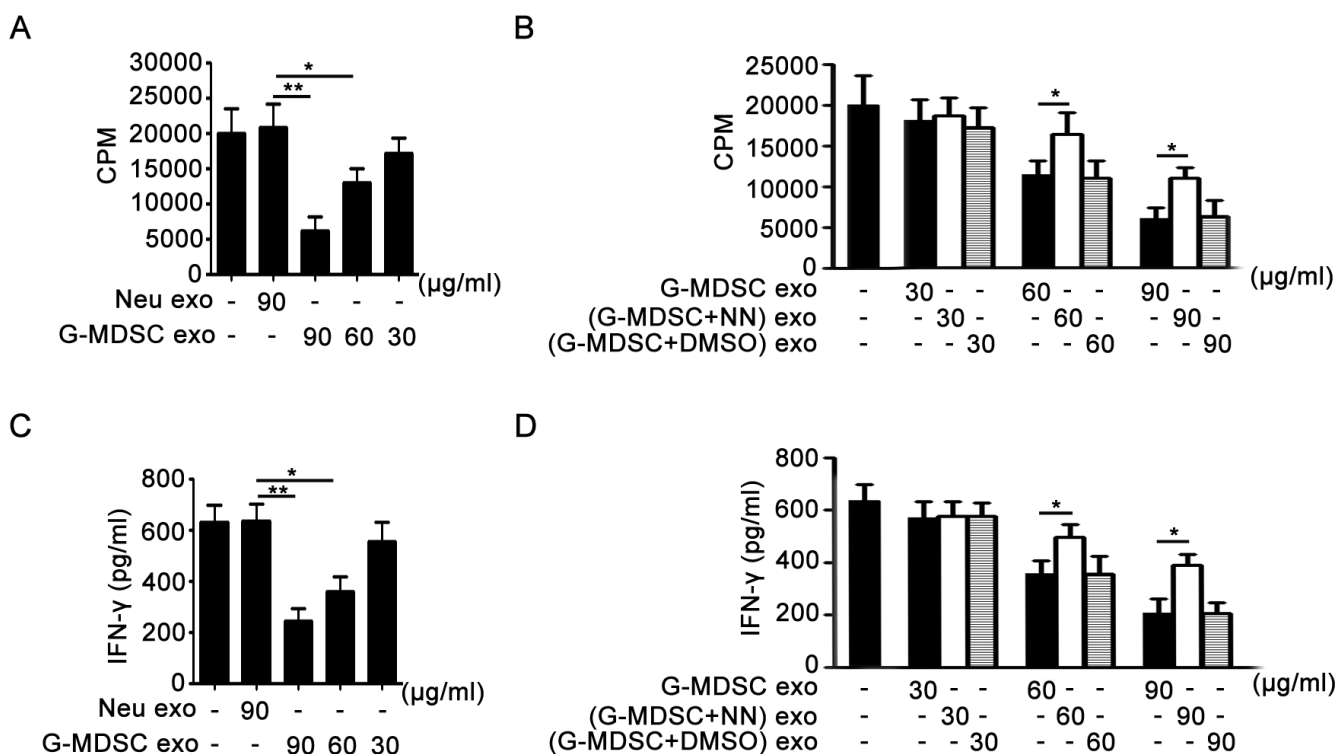 A
30000
25000
20000
15000
10000
5000
0
CPM
*
**
(µg/ml)
Neu exo - 90 - - -
G-MDSC exo - - 90 60 30
B
25000
20000
15000
10000
5000
0
CPM
*
*
(µg/ml)
G-MDSC exo - 30 - - 60 - - 90 - -
(G-MDSC+NN) exo - - 30 - - 60 - - 90 -
(G-MDSC+DMSO) exo - - - 30 - - 60 - - 90
C
800
600
400
200
0
IFN-γ (pg/ml)
*
**
(µg/ml)
Neu exo - 90 - - -
G-MDSC exo - - 90 60 30
D
800
600
400
200
0
IFN-γ (pg/ml)
*
*
(µg/ml)
G-MDSC exo - 30 - - 60 - - 90 - -
(G-MDSC+NN) exo - - 30 - - 60 - - 90 -
(G-MDSC+DMSO) exo - - - 30 - - 60 - - 90